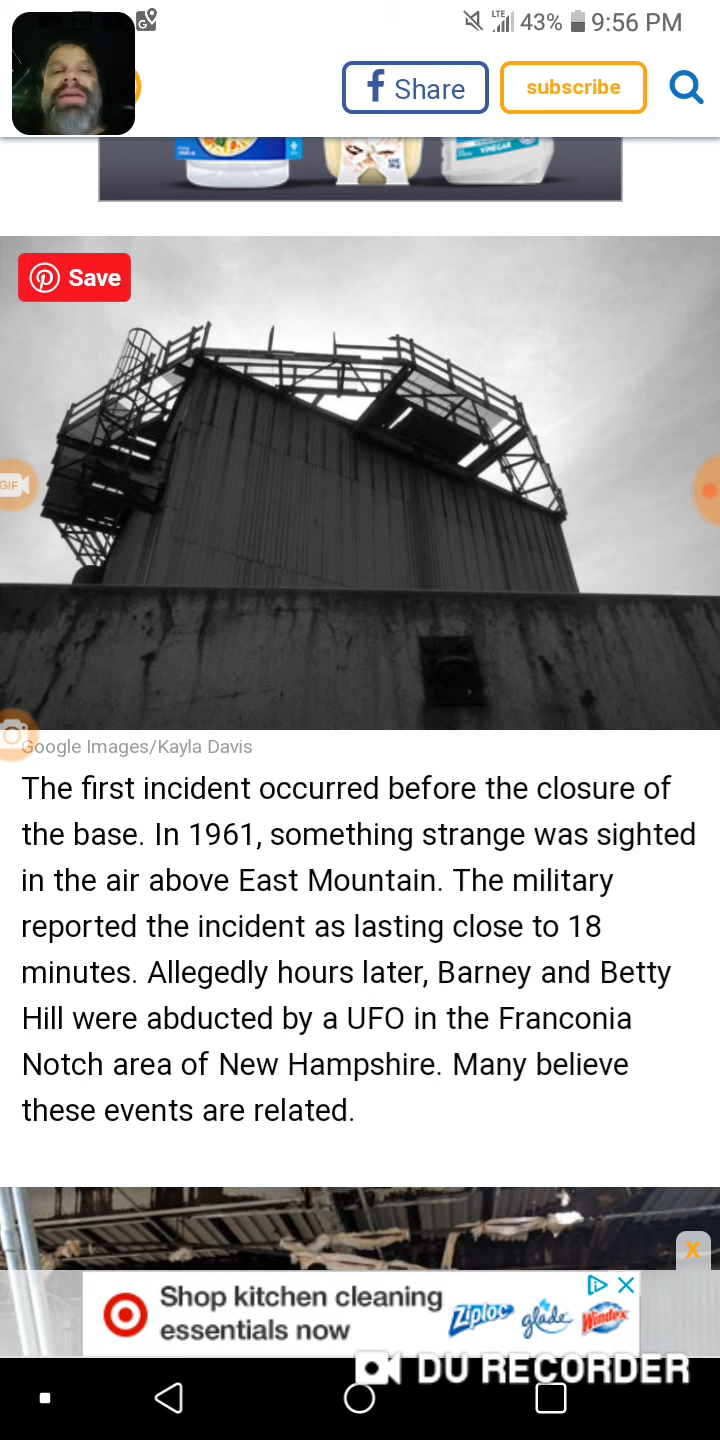 LTE 43% 9:56 PM
f Share
subscribe
VINEGAR
Save
GIF
Google Images/Kayla Davis
The first incident occurred before the closure of
the base. In 1961, something strange was sighted
in the air above East Mountain. The military
reported the incident as lasting close to 18
minutes. Allegedly hours later, Barney and Betty
Hill were abducted by a UFO in the Franconia
Notch area of New Hampshire. Many believe
these events are related.
X
Shop kitchen cleaning
essentials now
Ziploc glade Windex
DU RECORDER